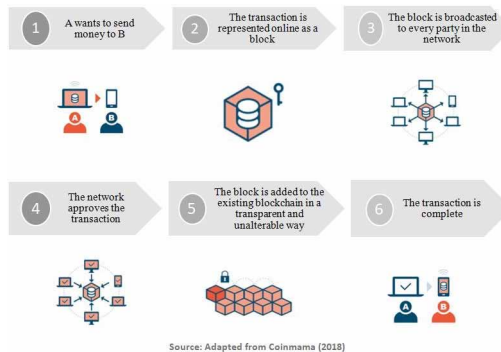 1
A wants to send
money to B
2
The transaction is
represented online as a
block
3
The block is broadcasted
to every party in the
network
A
B
A
B
4
The network
approves the
transaction
5
The block is added to the
existing blockchain in a
transparent and
unalterable way
6
The transaction is
complete
A
B
Source: Adapted from Coinmama (2018)